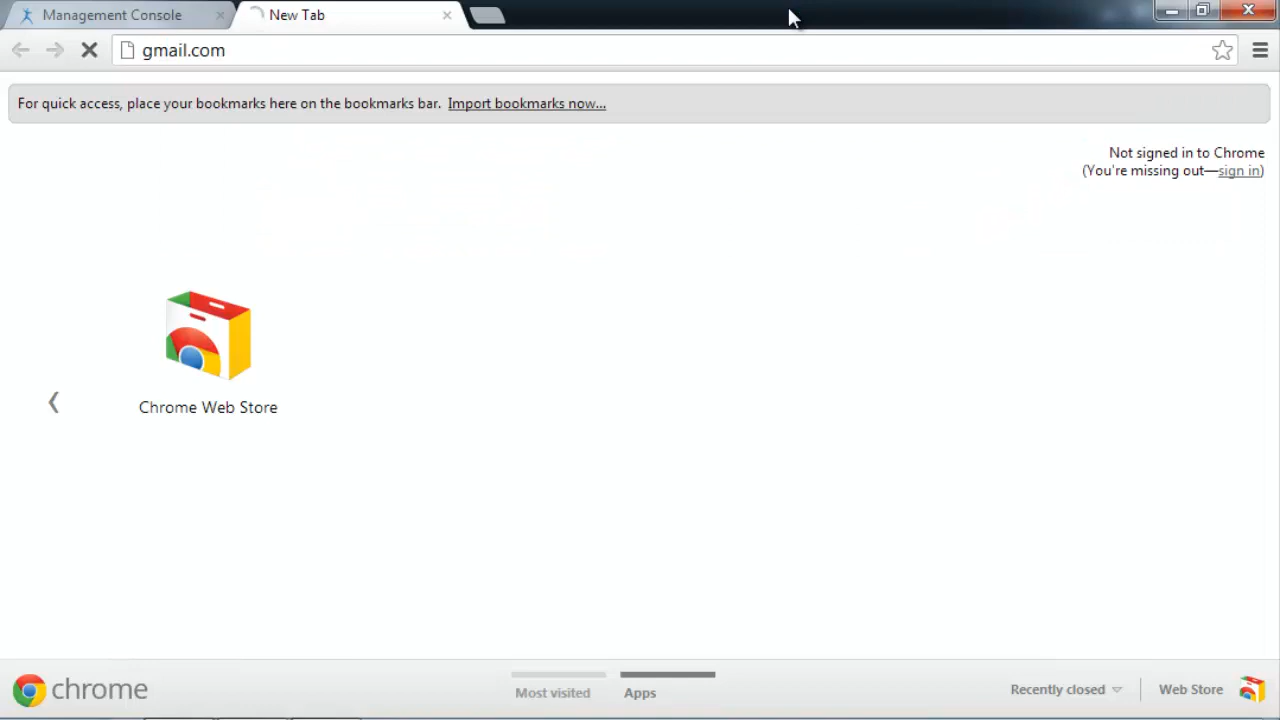 Management Console
New Tab
gmail.com
For quick access, place your bookmarks here on the bookmarks bar. Import bookmarks now...
Not signed in to Chrome
(You're missing out—sign in)
Chrome Web Store
chrome
Most visited
Apps
Recently closed
Web Store